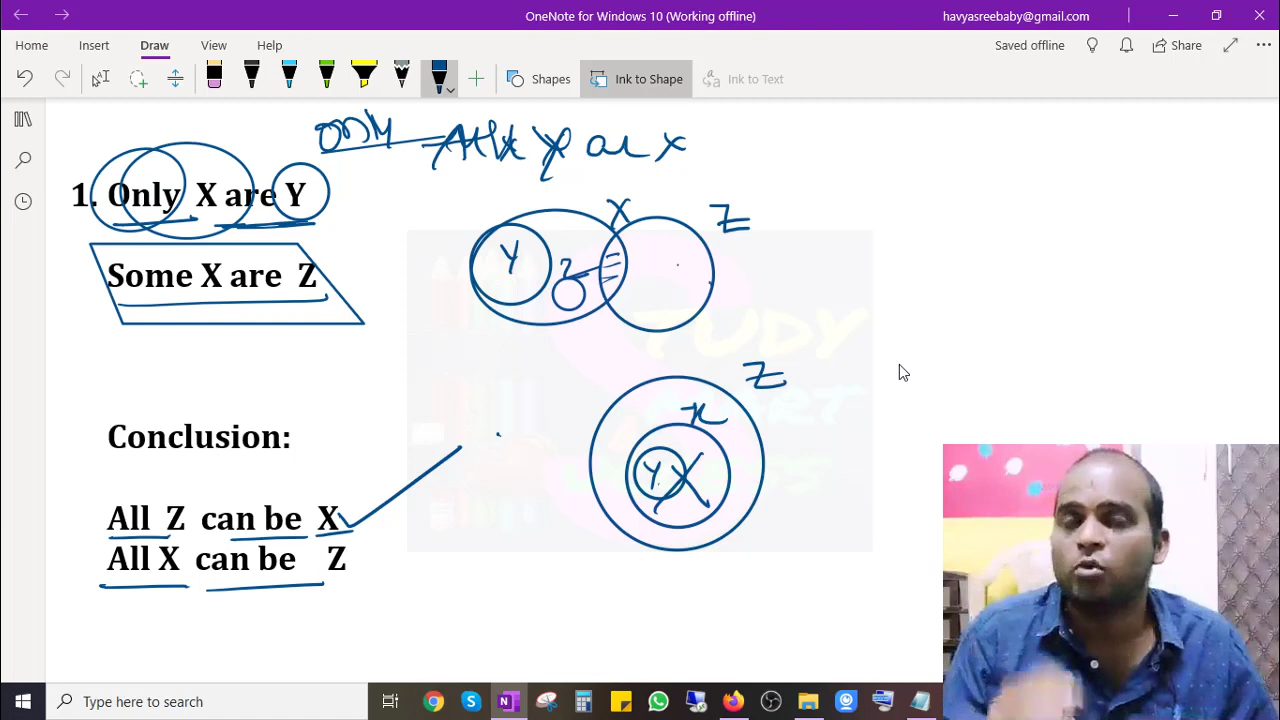 OneNote for Windows 10 (Working offline)
havyasreebaby@gmail.com
Home Insert Draw View Help
Saved offline
Share
Shapes
Ink to Shape
Ink to Text
only
All Y are X
1. Only X are Y
Some X are Z
Y
?
X
Z
Z
x
Y
TUDY
Conclusion:
All Z can be X
All X can be Z
Type here to search